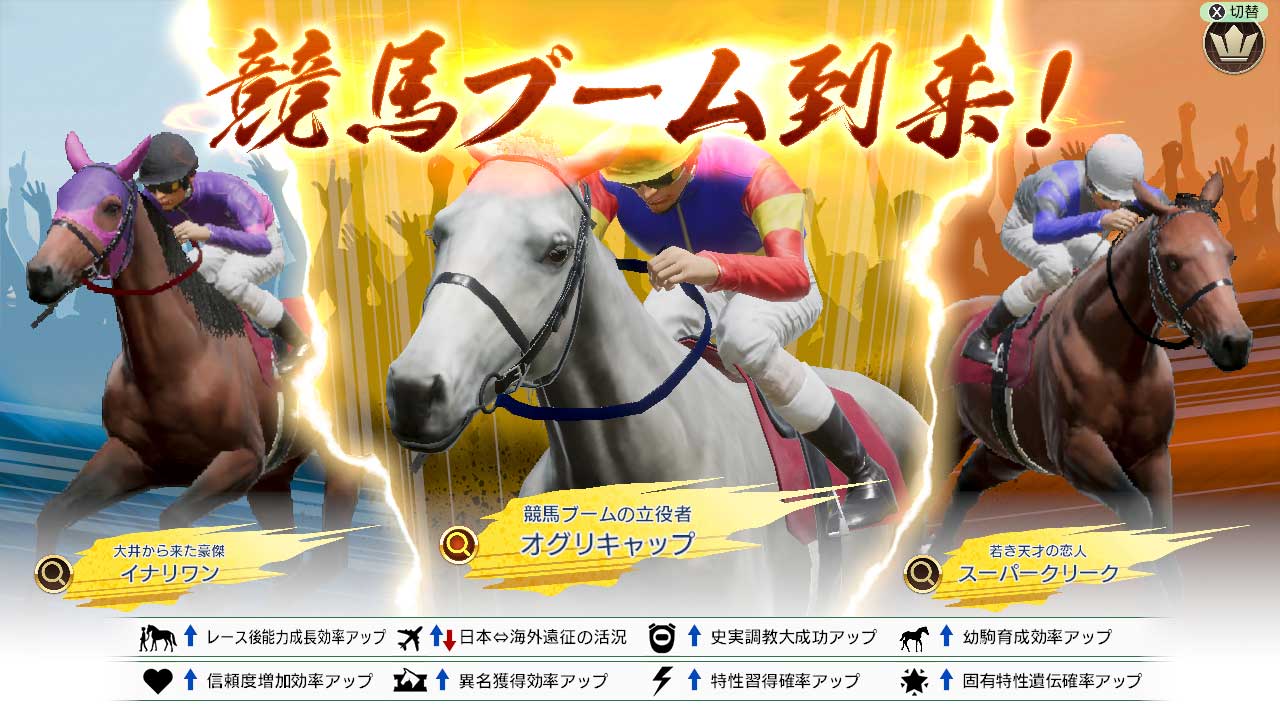 切替
競馬ブーム到来!
競馬ブームの立役者
オグリキャップ
大井から来た豪傑
イナリワン
若き天才の恋人
スーパークリーク
レース後能力成長効率アップ
日本⇔海外遠征の活況
史実調教大成功アップ
幼駒育成効率アップ
信頼度増加効率アップ
異名獲得効率アップ
特性習得確率アップ
固有特性遺伝確率アップ